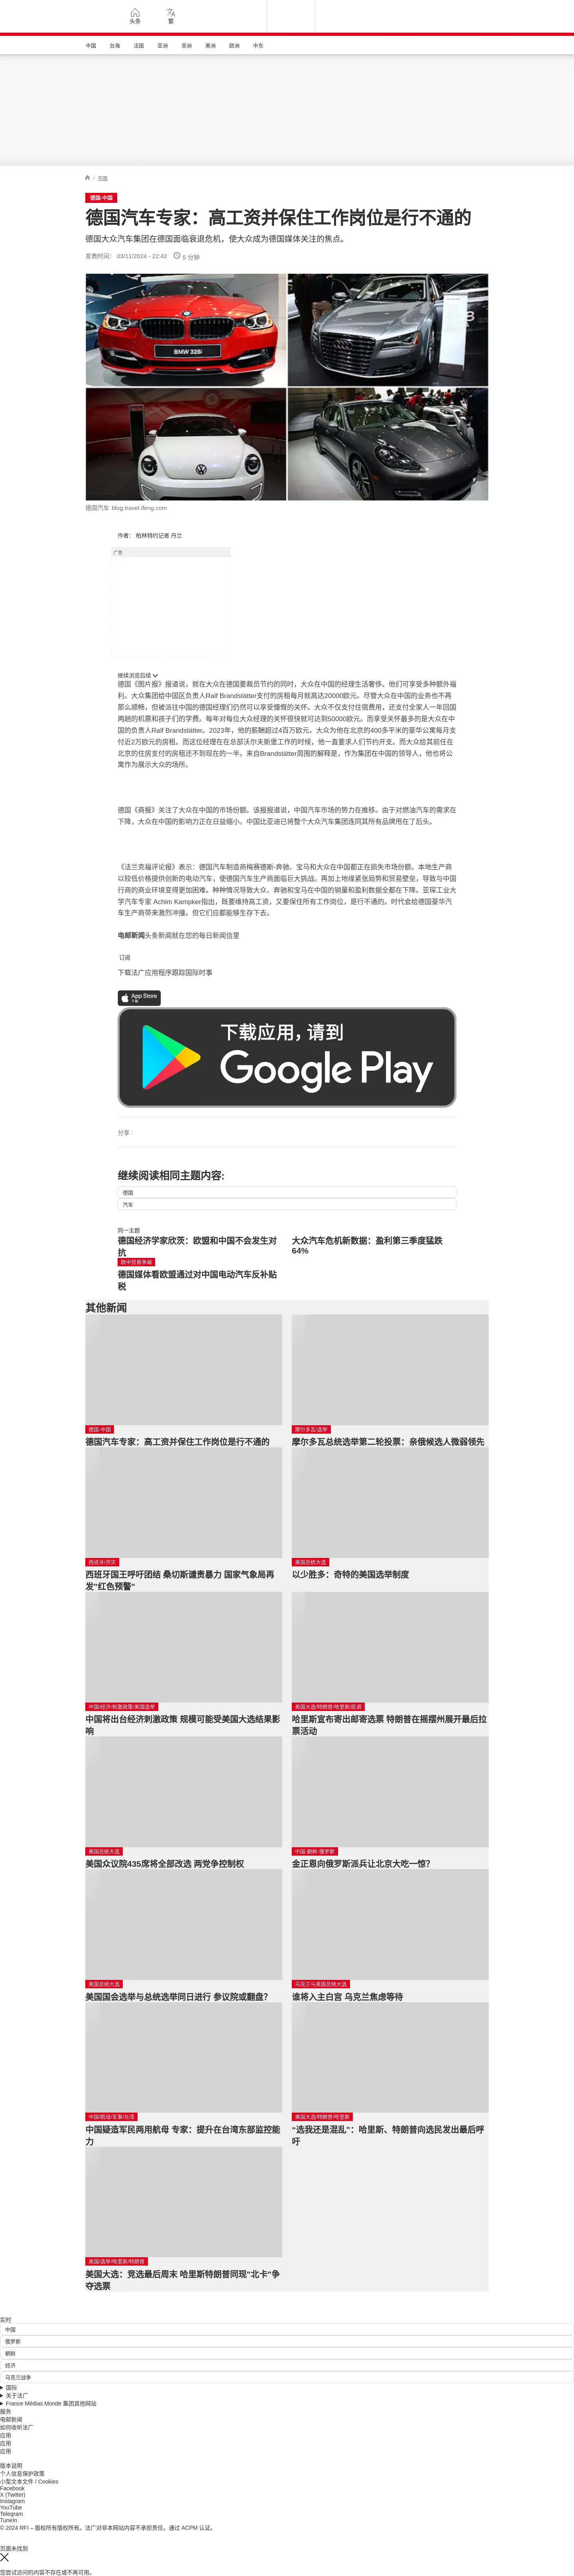 头条
繁
中国
台海
法国
亚洲
非洲
美洲
欧洲
中东
/ 中国
德国-中国
德国汽车专家：高工资并保住工作岗位是行不通的
德国大众汽车集团在德国面临衰退危机，使大众成为德国媒体关注的焦点。
发表时间： 03/11/2024 - 22:42
5 分钟
BMW 328i
德国汽车 blog.travel.ifeng.com
作者： 柏林特约记者 丹兰
广告
继续浏览后续
德国《图片报》报道说，就在大众在德国要裁员节约的同时，大众在中国的经理生活奢侈。他们可享受多种额外福
利。大众集团给中国区负责人Ralf Brandstätter支付的房租每月就高达20000欧元。尽管大众在中国的业务也不再
那么顺畅，但被派往中国的德国经理们仍然可以享受慷慨的关怀。大众不仅支付住宿费用，还支付全家人一年回国
两趟的机票和孩子们的学费。每年对每位大众经理的关怀很快就可达到50000欧元。而享受关怀最多的是大众在中
国的负责人Ralf Brandstätter。2023年，他的薪酬超过4百万欧元。大众为他在北京的400多平米的豪华公寓每月支
付近2万欧元的房租。而这位经理在在总部沃尔夫斯堡工作的时候，他一直要求人们节约开支。而大众给其前任在
北京的住房支付的房租还不到现在的一半。来自Brandstätter周围的解释是，作为集团在中国的领导人，他也将公
寓作为展示大众的场所。
德国《商报》关注了大众在中国的市场份额。该报报道说，中国汽车市场的势力在推移。由于对燃油汽车的需求在
下降，大众在中国的影响力正在日益缩小。中国比亚迪已将整个大众汽车集团连同其所有品牌甩在了后头。
《法兰克福评论报》表示：德国汽车制造商梅赛德斯-奔驰、宝马和大众在中国都正在损失市场份额。本地生产商
以较低价格提供创新的电动汽车，使德国汽车生产商面临巨大挑战。再加上地缘紧张局势和贸易壁垒，导致与中国
行商的商业环境变得更加困难。种种情况导致大众、奔驰和宝马在中国的销量和盈利数据全都在下降。亚琛工业大
学汽车专家 Achim Kampker指出，既要维持高工资，又要保住所有工作岗位，是行不通的。时代会给德国豪华汽
车生产商带来激烈冲撞。但它们应都能够生存下去。
电邮新闻头条新闻就在您的每日新闻信里
订阅
下载法广应用程序跟踪国际时事
App Store
下载
下载应用，请到
Google Play
分享 :
继续阅读相同主题内容:
德国
汽车
同一主题
德国经济学家欣茨：欧盟和中国不会发生对
抗
大众汽车危机新数据：盈利第三季度猛跌
64%
欧中贸易争端
德国媒体看欧盟通过对中国电动汽车反补贴
税
其他新闻
德国-中国
德国汽车专家：高工资并保住工作岗位是行不通的
摩尔多瓦/选举
摩尔多瓦总统选举第二轮投票：亲俄候选人微弱领先
西班牙/洪灾
西班牙国王呼吁团结 桑切斯谴责暴力 国家气象局再
发"红色预警"
美国总统大选
以少胜多：奇特的美国选举制度
中国/经济/刺激政策/美国选举
中国将出台经济刺激政策 规模可能受美国大选结果影
响
美国大选/特朗普/哈里斯/民调
哈里斯宣布寄出邮寄选票 特朗普在摇摆州展开最后拉
票活动
美国总统大选
美国众议院435席将全部改选 两党争控制权
中国-朝鲜-俄罗斯
金正恩向俄罗斯派兵让北京大吃一惊？
美国总统大选
美国国会选举与总统选举同日进行 参议院或翻盘？
乌克兰与美国总统大选
谁将入主白宫 乌克兰焦虑等待
中国/航母/军事/台湾
中国疑造军民两用航母 专家：提升在台湾东部监控能
力
美国大选/特朗普/哈里斯
“选我还是混乱”：哈里斯、特朗普向选民发出最后呼
吁
美国/选举/哈里斯/特朗普
美国大选：竞选最后周末 哈里斯特朗普同现"北卡"争
夺选票
实时
中国
俄罗斯
朝鲜
经济
乌克兰战争
国际
关于法广
France Médias Monde 集团其他网站
服务
电邮新闻
如何收听法广
应用
应用
应用
版本说明
个人信息保护政策
小型文本文件 / Cookies
Facebook
X (Twitter)
Instagram
YouTube
Telegram
TuneIn
© 2024 RFI – 版权所有版权所有。法广对非本网站内容不承担责任。通过 ACPM 认证。
页面未找到
您尝试访问的内容不存在或不再可用。